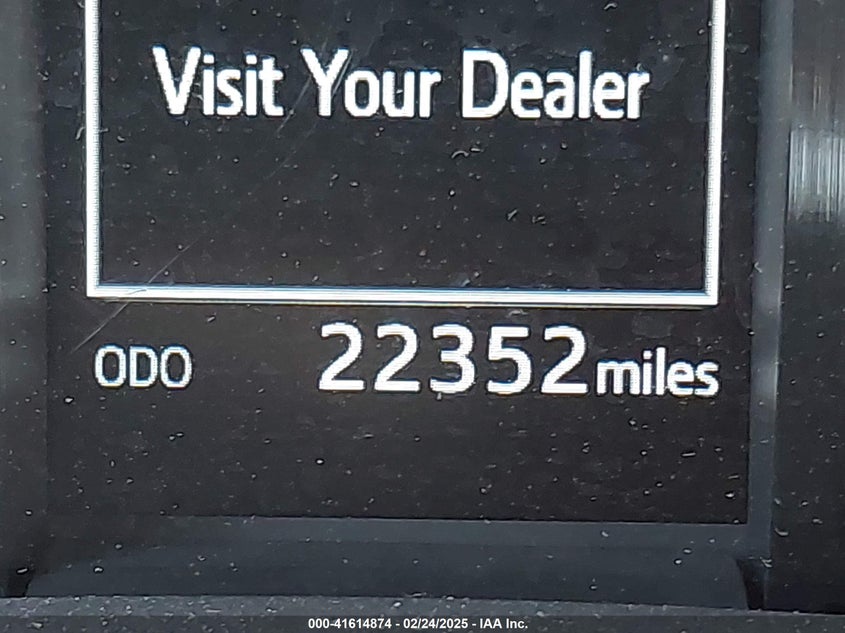 Visit Your Dealer
ODO 22352 miles
000-41614874 - 02/24/2025 - IAA Inc.